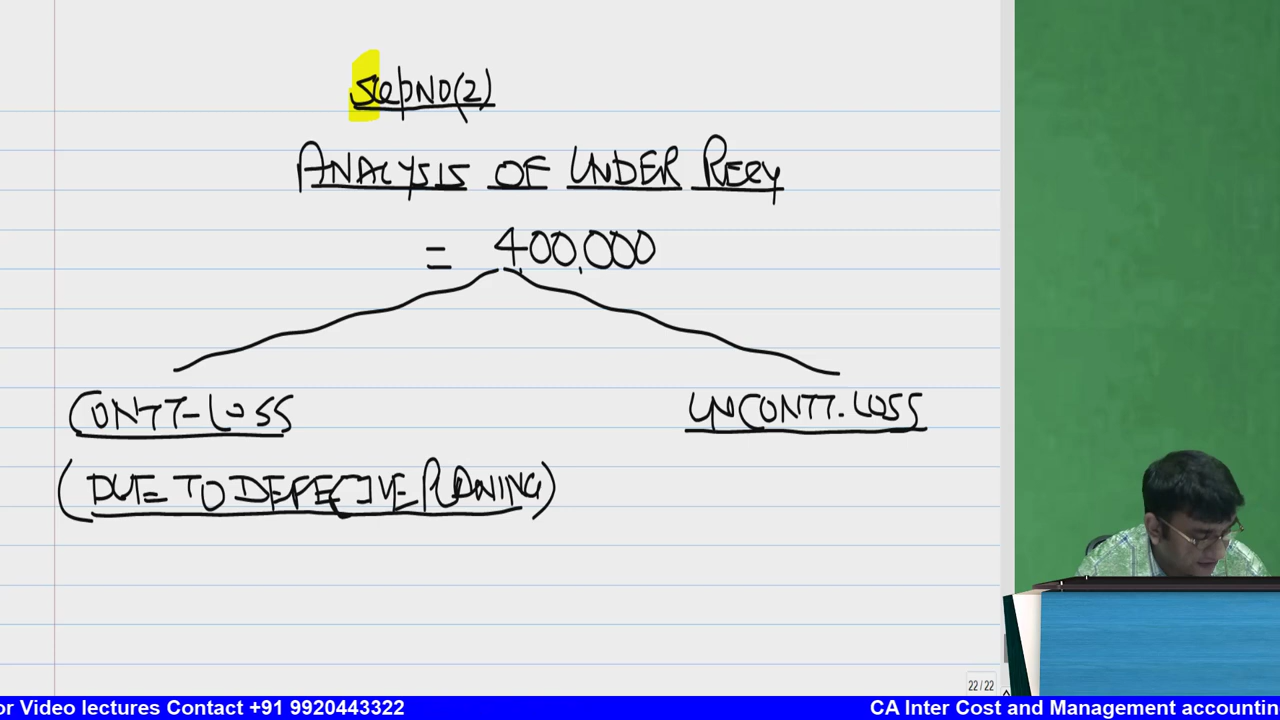 Step NO(2)
ANALYSIS OF UNDER RECY
= 400,000
CONTT-LOSS
UNCONTT.LOSS
(DUE TO DEFECTIVE PLANNING)
22/22
or Video lectures Contact +91 9920443322
CA Inter Cost and Management accountin